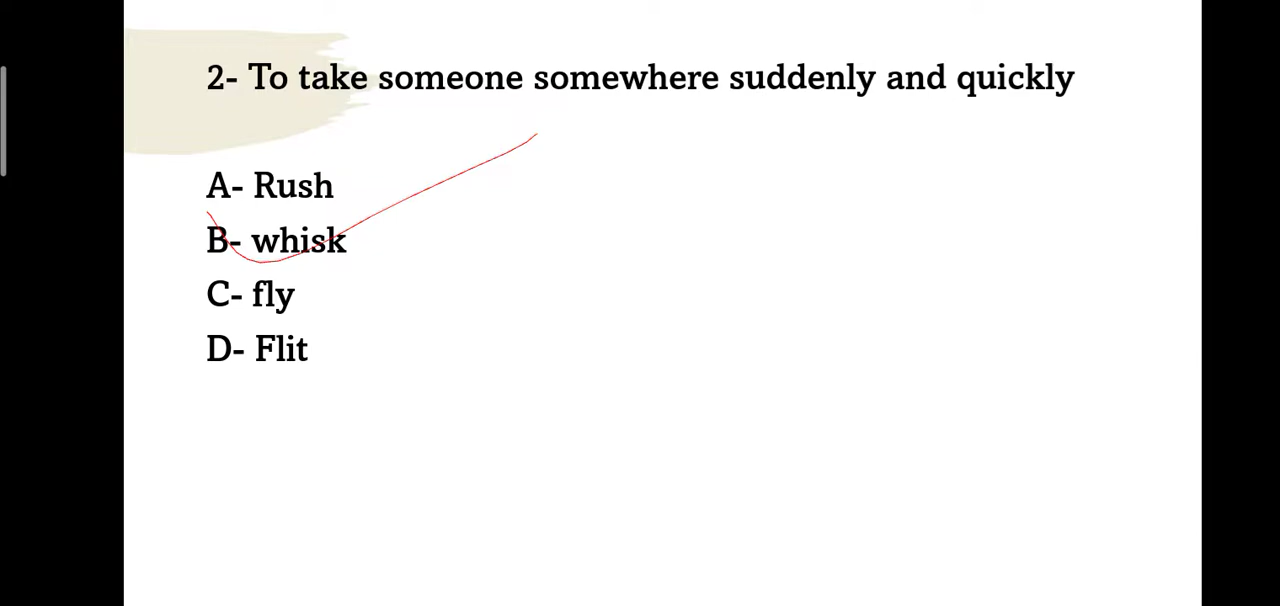 2- To take someone somewhere suddenly and quickly
A- Rush
B- whisk
C- fly
D- Flit